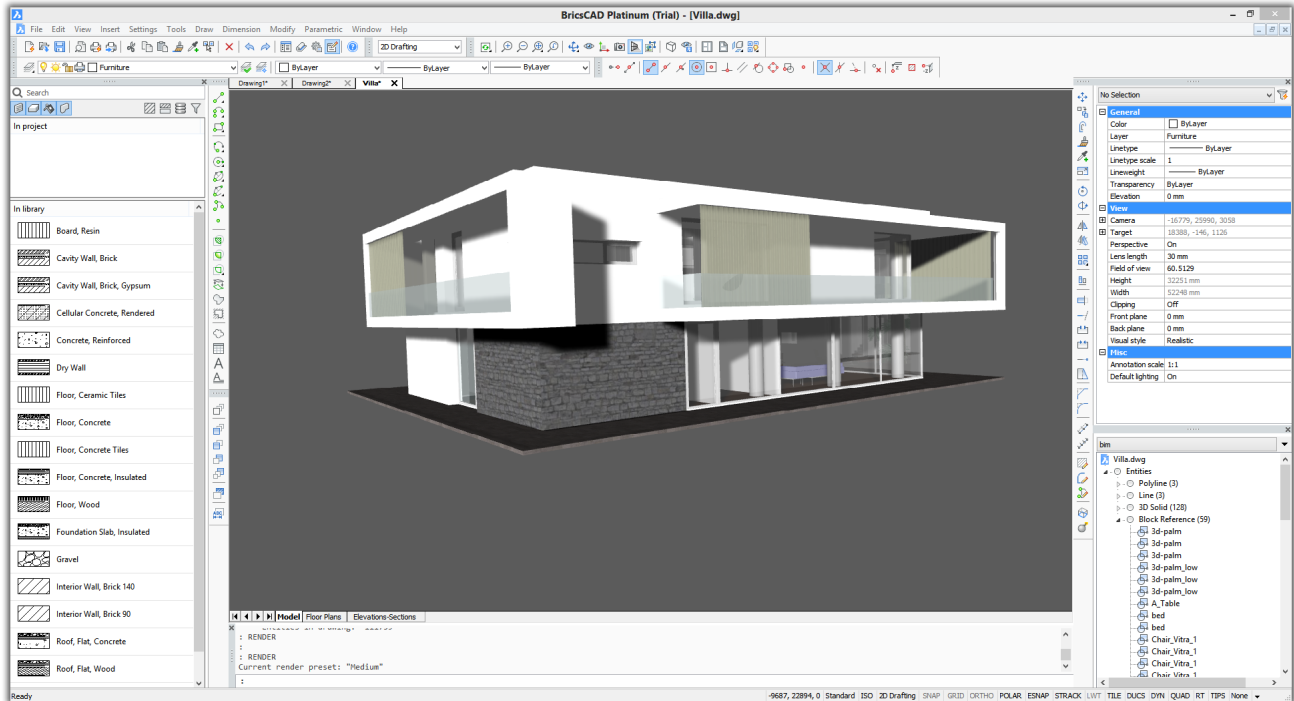 BricsCAD Platinum (Trial) - [Villa.dwg]
File Edit View Insert Settings Tools Draw Dimension Modify Parametric Window Help
2D Drafting
Furniture ByLayer ByLayer ByLayer
Search
In project
In library
Board, Resin
Cavity Wall, Brick
Cavity Wall, Brick, Gypsum
Cellular Concrete, Rendered
Concrete, Reinforced
Dry Wall
Floor, Ceramic Tiles
Floor, Concrete
Floor, Concrete Tiles
Floor, Concrete, Insulated
Floor, Wood
Foundation Slab, Insulated
Gravel
Interior Wall, Brick 140
Interior Wall, Brick 90
Roof, Flat, Concrete
Roof, Flat, Wood
Drawing1* Drawing2* Villa*
Model Floor Plans Elevations-Sections
: RENDER
:
: RENDER
Current render preset: "Medium"
:
No Selection
General
Color ByLayer
Layer Furniture
Linetype ByLayer
Linetype scale 1
Lineweight ByLayer
Transparency ByLayer
Elevation 0 mm
View
Camera -16779, 25990, 3058
Target 18388, -146, 1126
Perspective On
Lens length 30 mm
Field of view 60.5129
Height 32251 mm
Width 52248 mm
Clipping Off
Front plane 0 mm
Back plane 0 mm
Visual style Realistic
Misc
Annotation scale 1:1
Default lighting On
bim
Villa.dwg
Entities
Polyline (3)
Line (3)
3D Solid (128)
Block Reference (59)
3d-palm
3d-palm
3d-palm
3d-palm_low
3d-palm_low
3d-palm_low
A_Table
bed
bed
Chair_Vitra_1
Chair_Vitra_1
Chair_Vitra_1
Chair_Vitra_1
Ready
-9687, 22894, 0 Standard ISO 2D Drafting SNAP GRID ORTHO POLAR ESNAP STRACK LWT TILE DUCS DYN QUAD RT TIPS None